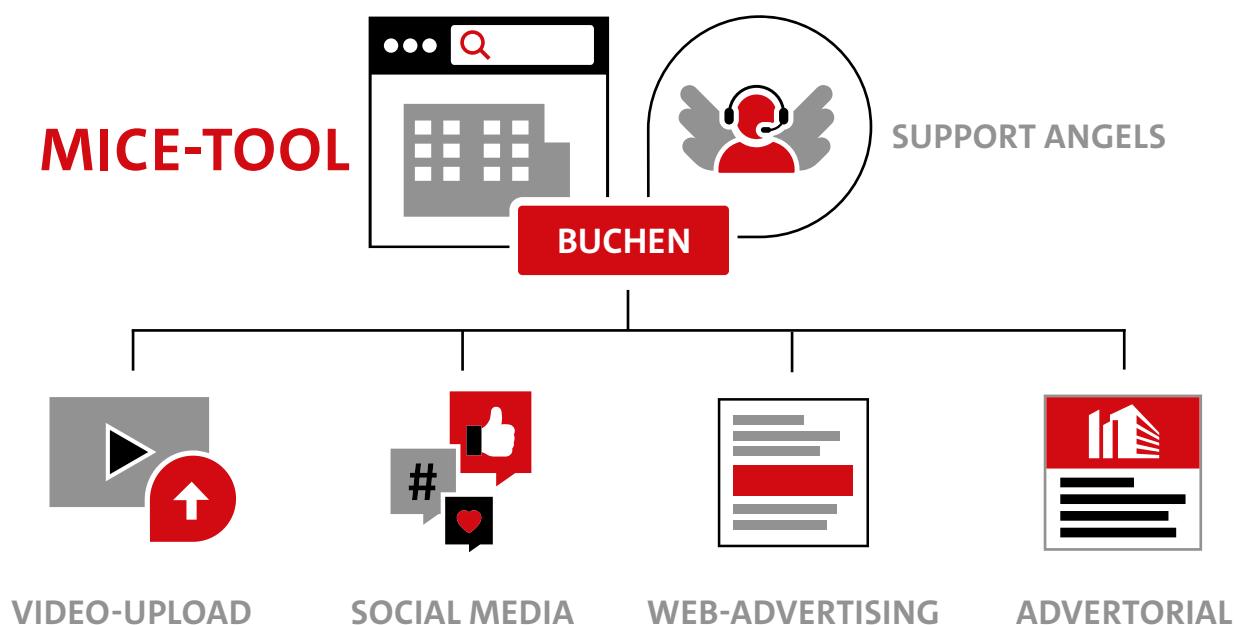 MICE-TOOL
SUPPORT ANGELS
BUCHEN
#
VIDEO-UPLOAD
SOCIAL MEDIA
WEB-ADVERTISING
ADVERTORIAL